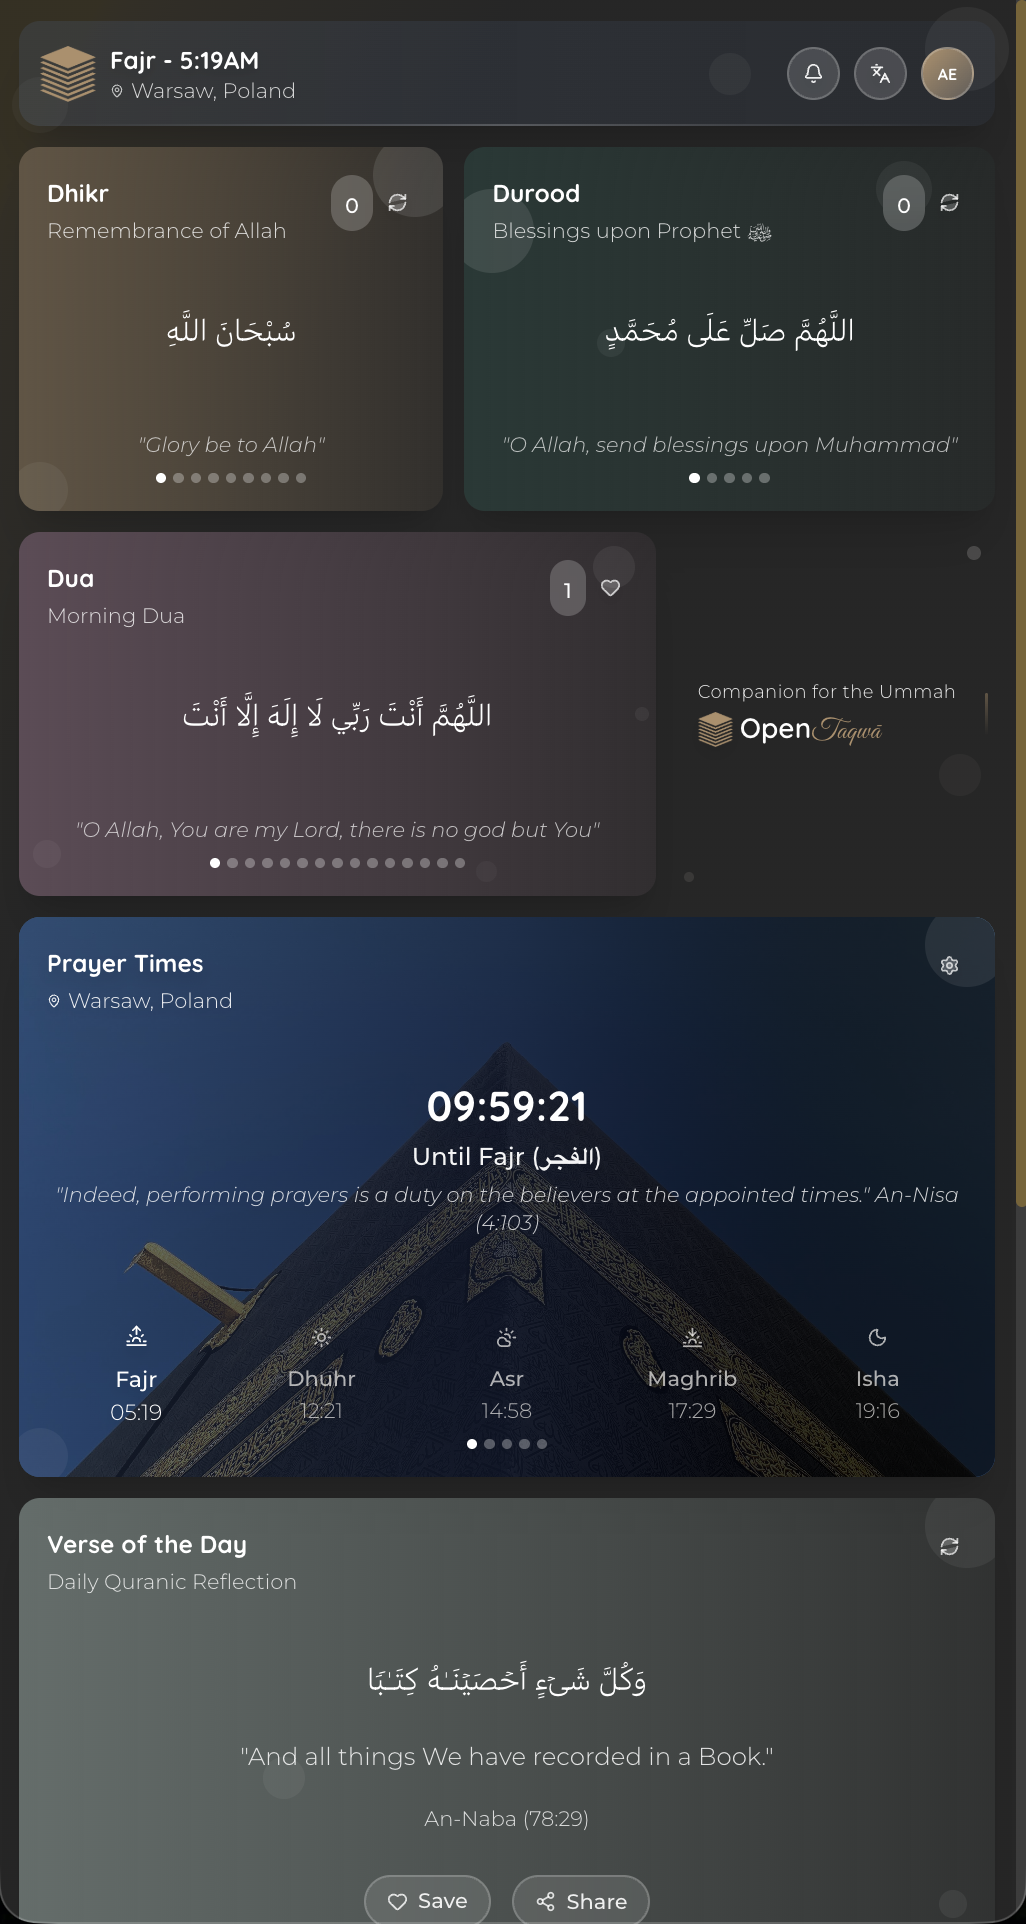 Fajr - 5:19AM
Warsaw, Poland
AE
Dhikr
0
Remembrance of Allah
سُبْحَانَ اللَّهِ
"Glory be to Allah"
Durood
0
Blessings upon Prophet ﷺ
اللَّهُمَّ صَلِّ عَلَى مُحَمَّدٍ
"O Allah, send blessings upon Muhammad"
Dua
1
Morning Dua
اللَّهُمَّ أَنْتَ رَبِّي لَا إِلَهَ إِلَّا أَنْتَ
"O Allah, You are my Lord, there is no god but You"
Companion for the Ummah
OpenTaqwā
Prayer Times
Warsaw, Poland
09:59:21
Until Fajr (الفجر)
"Indeed, performing prayers is a duty on the believers at the appointed times." An-Nisa
(4:103)
Fajr Dhuhr Asr Maghrib Isha
05:19 12:21 14:58 17:29 19:16
Verse of the Day
Daily Quranic Reflection
وَكُلَّ شَىْءٍ أَحْصَيْنَـٰهُ كِتَـٰبًا
"And all things We have recorded in a Book."
An-Naba (78:29)
Save Share